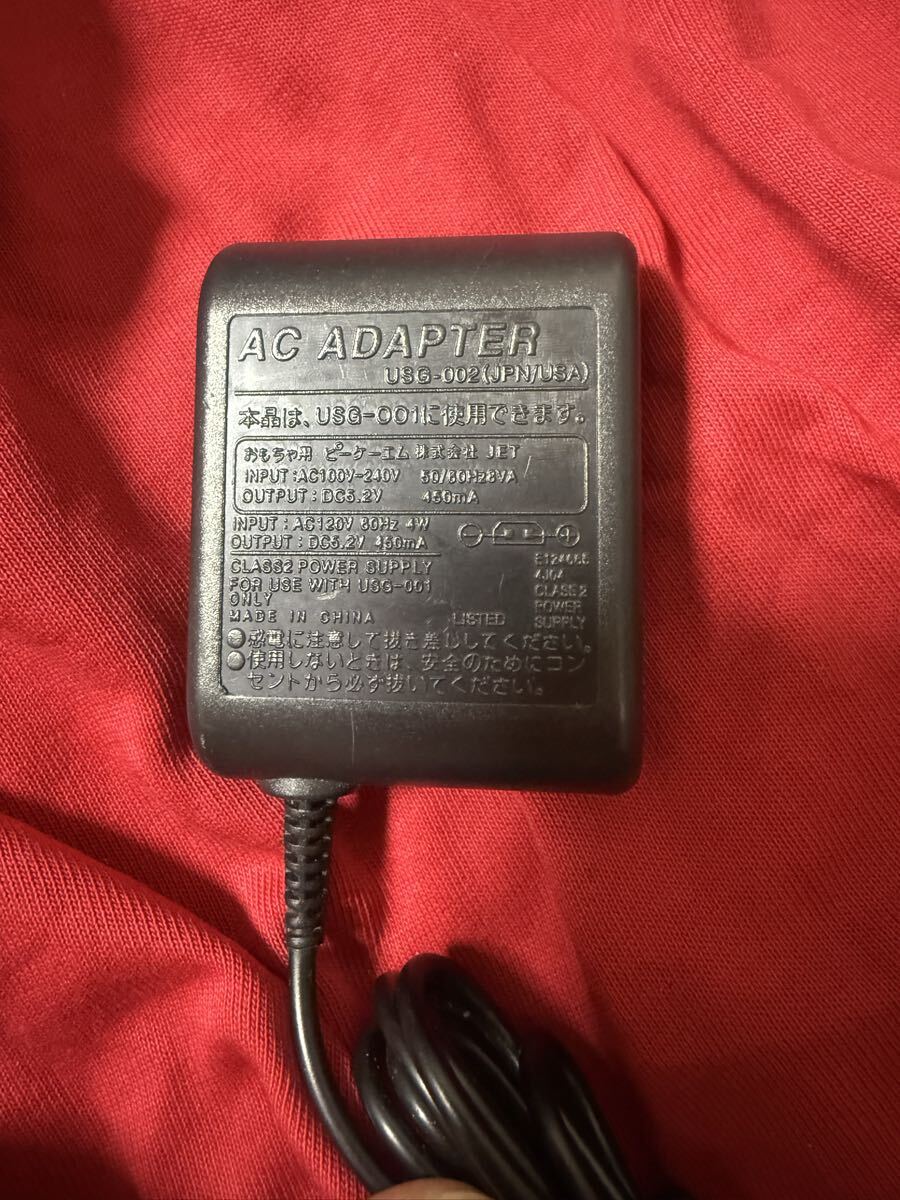 AC ADAPTER
USG-002(JPN/USA)
本品は、USG-001に使用できます。
おもちゃ用 ピーケーエム 株式会社 JET
INPUT:AC100V-240V 50/60Hz8VA
OUTPUT:DC5.2V 450mA
INPUT:AC120V 60Hz 4W
OUTPUT:DC5.2V 450mA
CLASS2 POWER SUPPLY
FOR USE WITH USG-001
ONLY
MADE IN CHINA
LISTED
4J04
CLASS2
POWER
SUPPLY
●感電に注意して抜き差ししてください。
●使用しないときは、安全のためにコン
セントから必ず抜いてください。